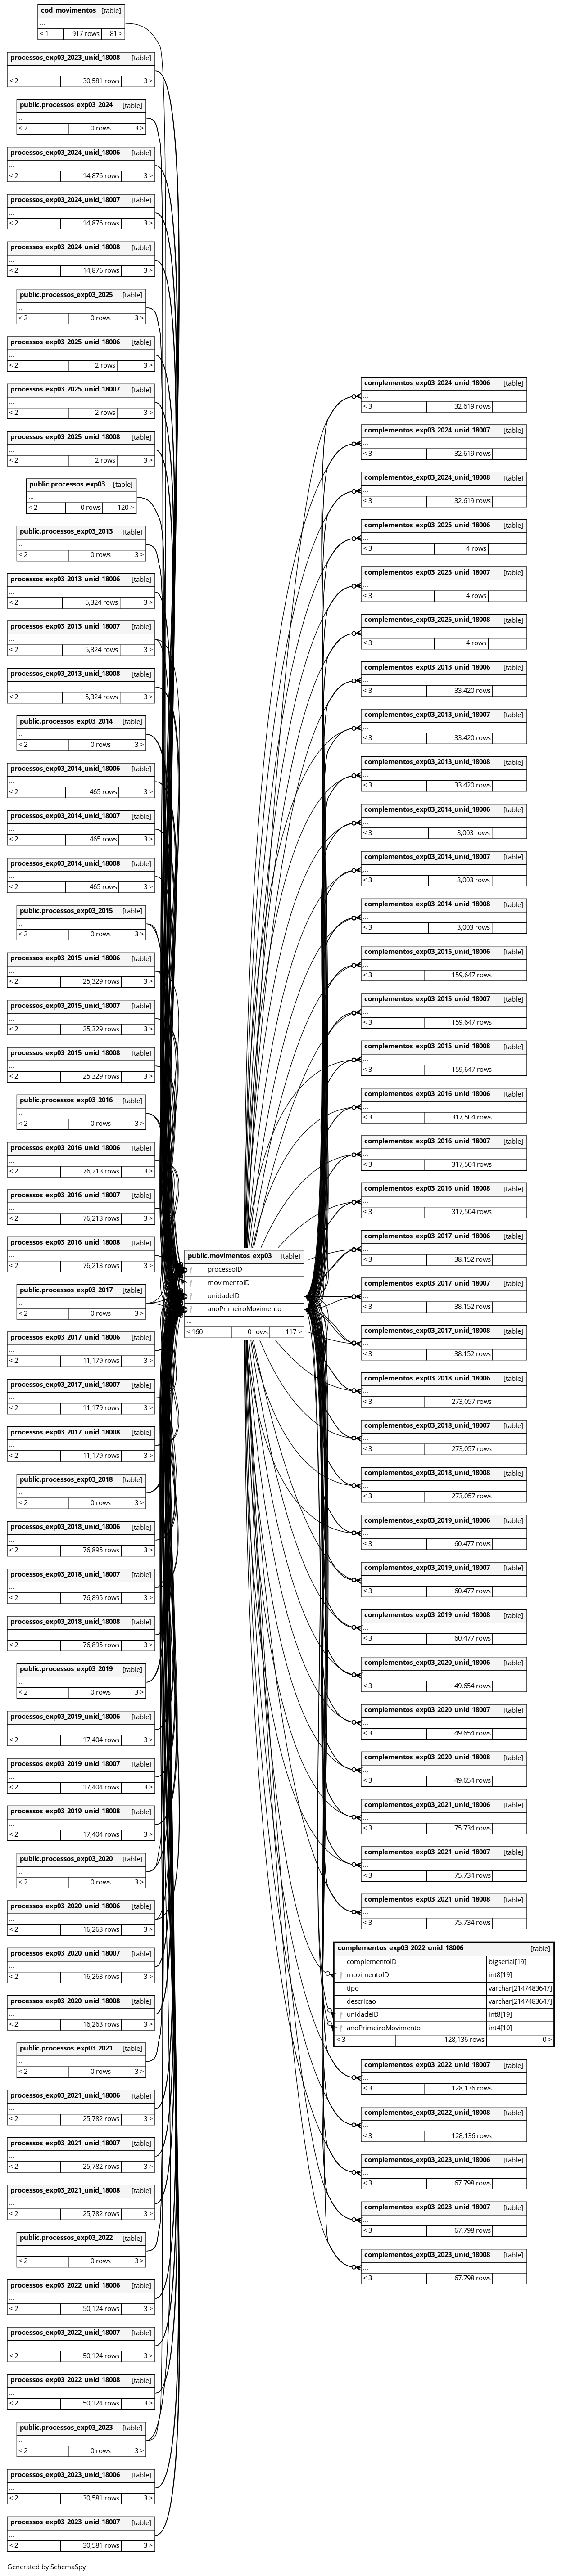 cod_movimentos [table]
...
< 1 917 rows 81 >
processos_exp03_2023_unid_18008 [table]
...
< 2 30,581 rows 3 >
public.processos_exp03_2024 [table]
...
< 2 0 rows 3 >
processos_exp03_2024_unid_18006 [table]
...
< 2 14,876 rows 3 >
processos_exp03_2024_unid_18007 [table]
...
< 2 14,876 rows 3 >
processos_exp03_2024_unid_18008 [table]
...
< 2 14,876 rows 3 >
public.processos_exp03_2025 [table]
...
< 2 0 rows 3 >
processos_exp03_2025_unid_18006 [table]
...
< 2 2 rows 3 >
processos_exp03_2025_unid_18007 [table]
...
< 2 2 rows 3 >
processos_exp03_2025_unid_18008 [table]
...
< 2 2 rows 3 >
public.processos_exp03 [table]
...
< 2 0 rows 120 >
public.processos_exp03_2013 [table]
...
< 2 0 rows 3 >
processos_exp03_2013_unid_18006 [table]
...
< 2 5,324 rows 3 >
processos_exp03_2013_unid_18007 [table]
...
< 2 5,324 rows 3 >
processos_exp03_2013_unid_18008 [table]
...
< 2 5,324 rows 3 >
public.processos_exp03_2014 [table]
...
< 2 0 rows 3 >
processos_exp03_2014_unid_18006 [table]
...
< 2 465 rows 3 >
processos_exp03_2014_unid_18007 [table]
...
< 2 465 rows 3 >
processos_exp03_2014_unid_18008 [table]
...
< 2 465 rows 3 >
public.processos_exp03_2015 [table]
...
< 2 0 rows 3 >
processos_exp03_2015_unid_18006 [table]
...
< 2 25,329 rows 3 >
processos_exp03_2015_unid_18007 [table]
...
< 2 25,329 rows 3 >
processos_exp03_2015_unid_18008 [table]
...
< 2 25,329 rows 3 >
public.processos_exp03_2016 [table]
...
< 2 0 rows 3 >
processos_exp03_2016_unid_18006 [table]
...
< 2 76,213 rows 3 >
processos_exp03_2016_unid_18007 [table]
...
< 2 76,213 rows 3 >
processos_exp03_2016_unid_18008 [table]
...
< 2 76,213 rows 3 >
public.processos_exp03_2017 [table]
...
< 2 0 rows 3 >
processos_exp03_2017_unid_18006 [table]
...
< 2 11,179 rows 3 >
processos_exp03_2017_unid_18007 [table]
...
< 2 11,179 rows 3 >
processos_exp03_2017_unid_18008 [table]
...
< 2 11,179 rows 3 >
public.processos_exp03_2018 [table]
...
< 2 0 rows 3 >
processos_exp03_2018_unid_18006 [table]
...
< 2 76,895 rows 3 >
processos_exp03_2018_unid_18007 [table]
...
< 2 76,895 rows 3 >
processos_exp03_2018_unid_18008 [table]
...
< 2 76,895 rows 3 >
public.processos_exp03_2019 [table]
...
< 2 0 rows 3 >
processos_exp03_2019_unid_18006 [table]
...
< 2 17,404 rows 3 >
processos_exp03_2019_unid_18007 [table]
...
< 2 17,404 rows 3 >
processos_exp03_2019_unid_18008 [table]
...
< 2 17,404 rows 3 >
public.processos_exp03_2020 [table]
...
< 2 0 rows 3 >
processos_exp03_2020_unid_18006 [table]
...
< 2 16,263 rows 3 >
processos_exp03_2020_unid_18007 [table]
...
< 2 16,263 rows 3 >
processos_exp03_2020_unid_18008 [table]
...
< 2 16,263 rows 3 >
public.processos_exp03_2021 [table]
...
< 2 0 rows 3 >
processos_exp03_2021_unid_18006 [table]
...
< 2 25,782 rows 3 >
processos_exp03_2021_unid_18007 [table]
...
< 2 25,782 rows 3 >
processos_exp03_2021_unid_18008 [table]
...
< 2 25,782 rows 3 >
public.processos_exp03_2022 [table]
...
< 2 0 rows 3 >
processos_exp03_2022_unid_18006 [table]
...
< 2 50,124 rows 3 >
processos_exp03_2022_unid_18007 [table]
...
< 2 50,124 rows 3 >
processos_exp03_2022_unid_18008 [table]
...
< 2 50,124 rows 3 >
public.processos_exp03_2023 [table]
...
< 2 0 rows 3 >
processos_exp03_2023_unid_18006 [table]
...
< 2 30,581 rows 3 >
processos_exp03_2023_unid_18007 [table]
...
< 2 30,581 rows 3 >
public.movimentos_exp03 [table]
processoID
movimentoID
unidadeID
anoPrimeiroMovimento
...
< 160 0 rows 117 >
complementos_exp03_2024_unid_18006 [table]
...
< 3 32,619 rows
complementos_exp03_2024_unid_18007 [table]
...
< 3 32,619 rows
complementos_exp03_2024_unid_18008 [table]
...
< 3 32,619 rows
complementos_exp03_2025_unid_18006 [table]
...
< 3 4 rows
complementos_exp03_2025_unid_18007 [table]
...
< 3 4 rows
complementos_exp03_2025_unid_18008 [table]
...
< 3 4 rows
complementos_exp03_2013_unid_18006 [table]
...
< 3 33,420 rows
complementos_exp03_2013_unid_18007 [table]
...
< 3 33,420 rows
complementos_exp03_2013_unid_18008 [table]
...
< 3 33,420 rows
complementos_exp03_2014_unid_18006 [table]
...
< 3 3,003 rows
complementos_exp03_2014_unid_18007 [table]
...
< 3 3,003 rows
complementos_exp03_2014_unid_18008 [table]
...
< 3 3,003 rows
complementos_exp03_2015_unid_18006 [table]
...
< 3 159,647 rows
complementos_exp03_2015_unid_18007 [table]
...
< 3 159,647 rows
complementos_exp03_2015_unid_18008 [table]
...
< 3 159,647 rows
complementos_exp03_2016_unid_18006 [table]
...
< 3 317,504 rows
complementos_exp03_2016_unid_18007 [table]
...
< 3 317,504 rows
complementos_exp03_2016_unid_18008 [table]
...
< 3 317,504 rows
complementos_exp03_2017_unid_18006 [table]
...
< 3 38,152 rows
complementos_exp03_2017_unid_18007 [table]
...
< 3 38,152 rows
complementos_exp03_2017_unid_18008 [table]
...
< 3 38,152 rows
complementos_exp03_2018_unid_18006 [table]
...
< 3 273,057 rows
complementos_exp03_2018_unid_18007 [table]
...
< 3 273,057 rows
complementos_exp03_2018_unid_18008 [table]
...
< 3 273,057 rows
complementos_exp03_2019_unid_18006 [table]
...
< 3 60,477 rows
complementos_exp03_2019_unid_18007 [table]
...
< 3 60,477 rows
complementos_exp03_2019_unid_18008 [table]
...
< 3 60,477 rows
complementos_exp03_2020_unid_18006 [table]
...
< 3 49,654 rows
complementos_exp03_2020_unid_18007 [table]
...
< 3 49,654 rows
complementos_exp03_2020_unid_18008 [table]
...
< 3 49,654 rows
complementos_exp03_2021_unid_18006 [table]
...
< 3 75,734 rows
complementos_exp03_2021_unid_18007 [table]
...
< 3 75,734 rows
complementos_exp03_2021_unid_18008 [table]
...
< 3 75,734 rows
complementos_exp03_2022_unid_18006 [table]
complementoID bigserial[19]
movimentoID int8[19]
tipo varchar[2147483647]
descricao varchar[2147483647]
unidadeID int8[19]
anoPrimeiroMovimento int4[10]
< 3 128,136 rows 0 >
complementos_exp03_2022_unid_18007 [table]
...
< 3 128,136 rows
complementos_exp03_2022_unid_18008 [table]
...
< 3 128,136 rows
complementos_exp03_2023_unid_18006 [table]
...
< 3 67,798 rows
complementos_exp03_2023_unid_18007 [table]
...
< 3 67,798 rows
complementos_exp03_2023_unid_18008 [table]
...
< 3 67,798 rows
Generated by SchemaSpy